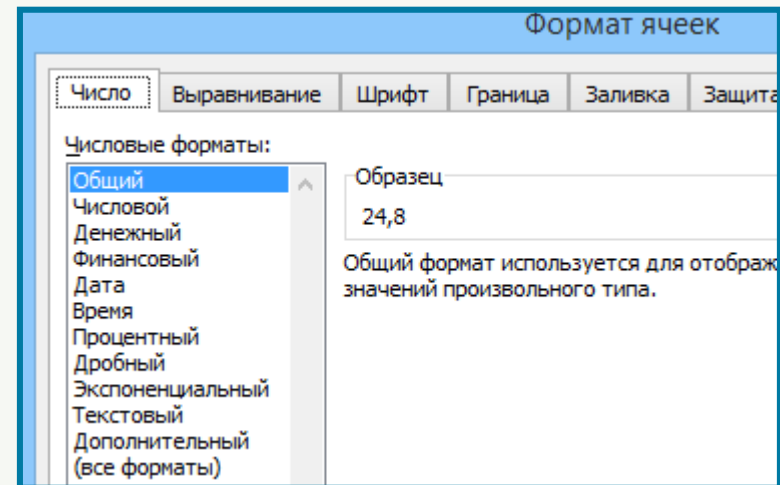 Формат ячеек
Число Выравнивание Шрифт Граница Заливка Защита
Числовые форматы:
Общий
Числовой
Денежный
Финансовый
Дата
Время
Процентный
Дробный
Экспоненциальный
Текстовый
Дополнительный
(все форматы)
Образец
24,8
Общий формат используется для отображ
значений произвольного типа.